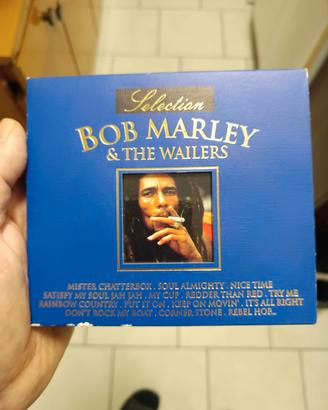 Selection
BOB MARLEY
& THE WAILERS
MISTER CHATTERBOX . SOUL ALMIGHTY . NICE TIME
SATISFY MY SOUL JAH JAH . MY CUP . REDDER THAN RED . TRY ME
RAINBOW COUNTRY . PUT IT ON . KEEP ON MOVIN' . IT'S ALL RIGHT
DON'T ROCK MY BOAT . CORNER STONE . REBEL HOP...